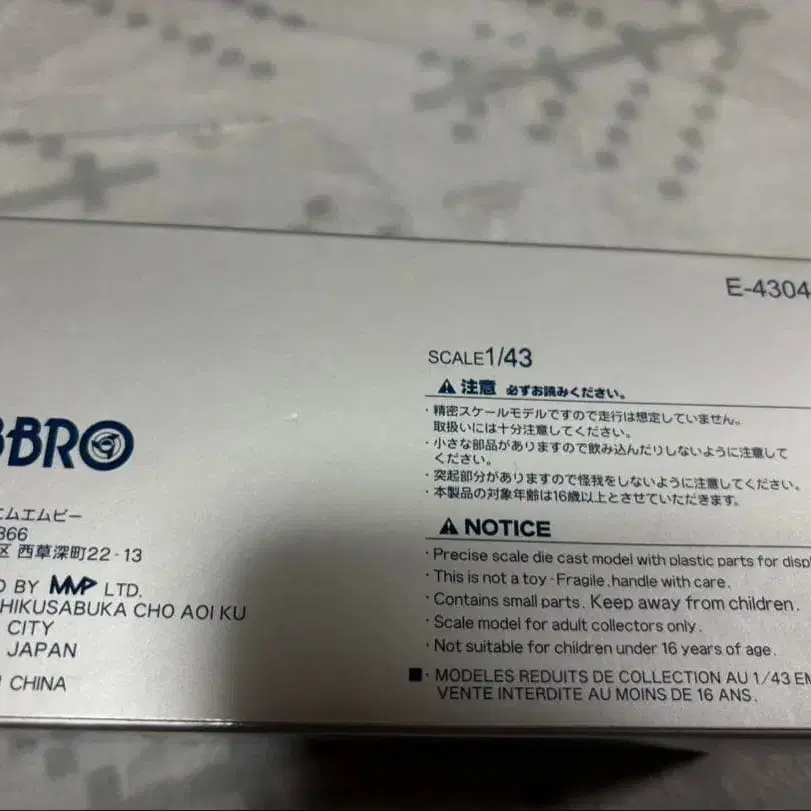 E-4304
BBRO
エムエムピー
866
区 西草深町22-13
D BY MMP LTD.
HIKUSABUKA CHO AOI KU
CITY
JAPAN
CHINA
SCALE1/43
⚠ 注意 必ずお読みください。
・精密スケールモデルですので走行は想定していません。
取扱いには十分注意してください。
・小さな部品がありますので飲み込んだりしないように注意して
ください。
・突起部分がありますので怪我をしないように注意してください。
・本製品の対象年齢は16歳以上とさせていただきます。
⚠ NOTICE
・Precise scale die cast model with plastic parts for displ
・This is not a toy-Fragile,handle with care.
・Contains small parts. Keep away from children.
・Scale model for adult collectors only.
・Not suitable for children under 16 years of age.
■・MODELES REDUITS DE COLLECTION AU 1/43 EM
VENTE INTERDITE AU MOINS DE 16 ANS.